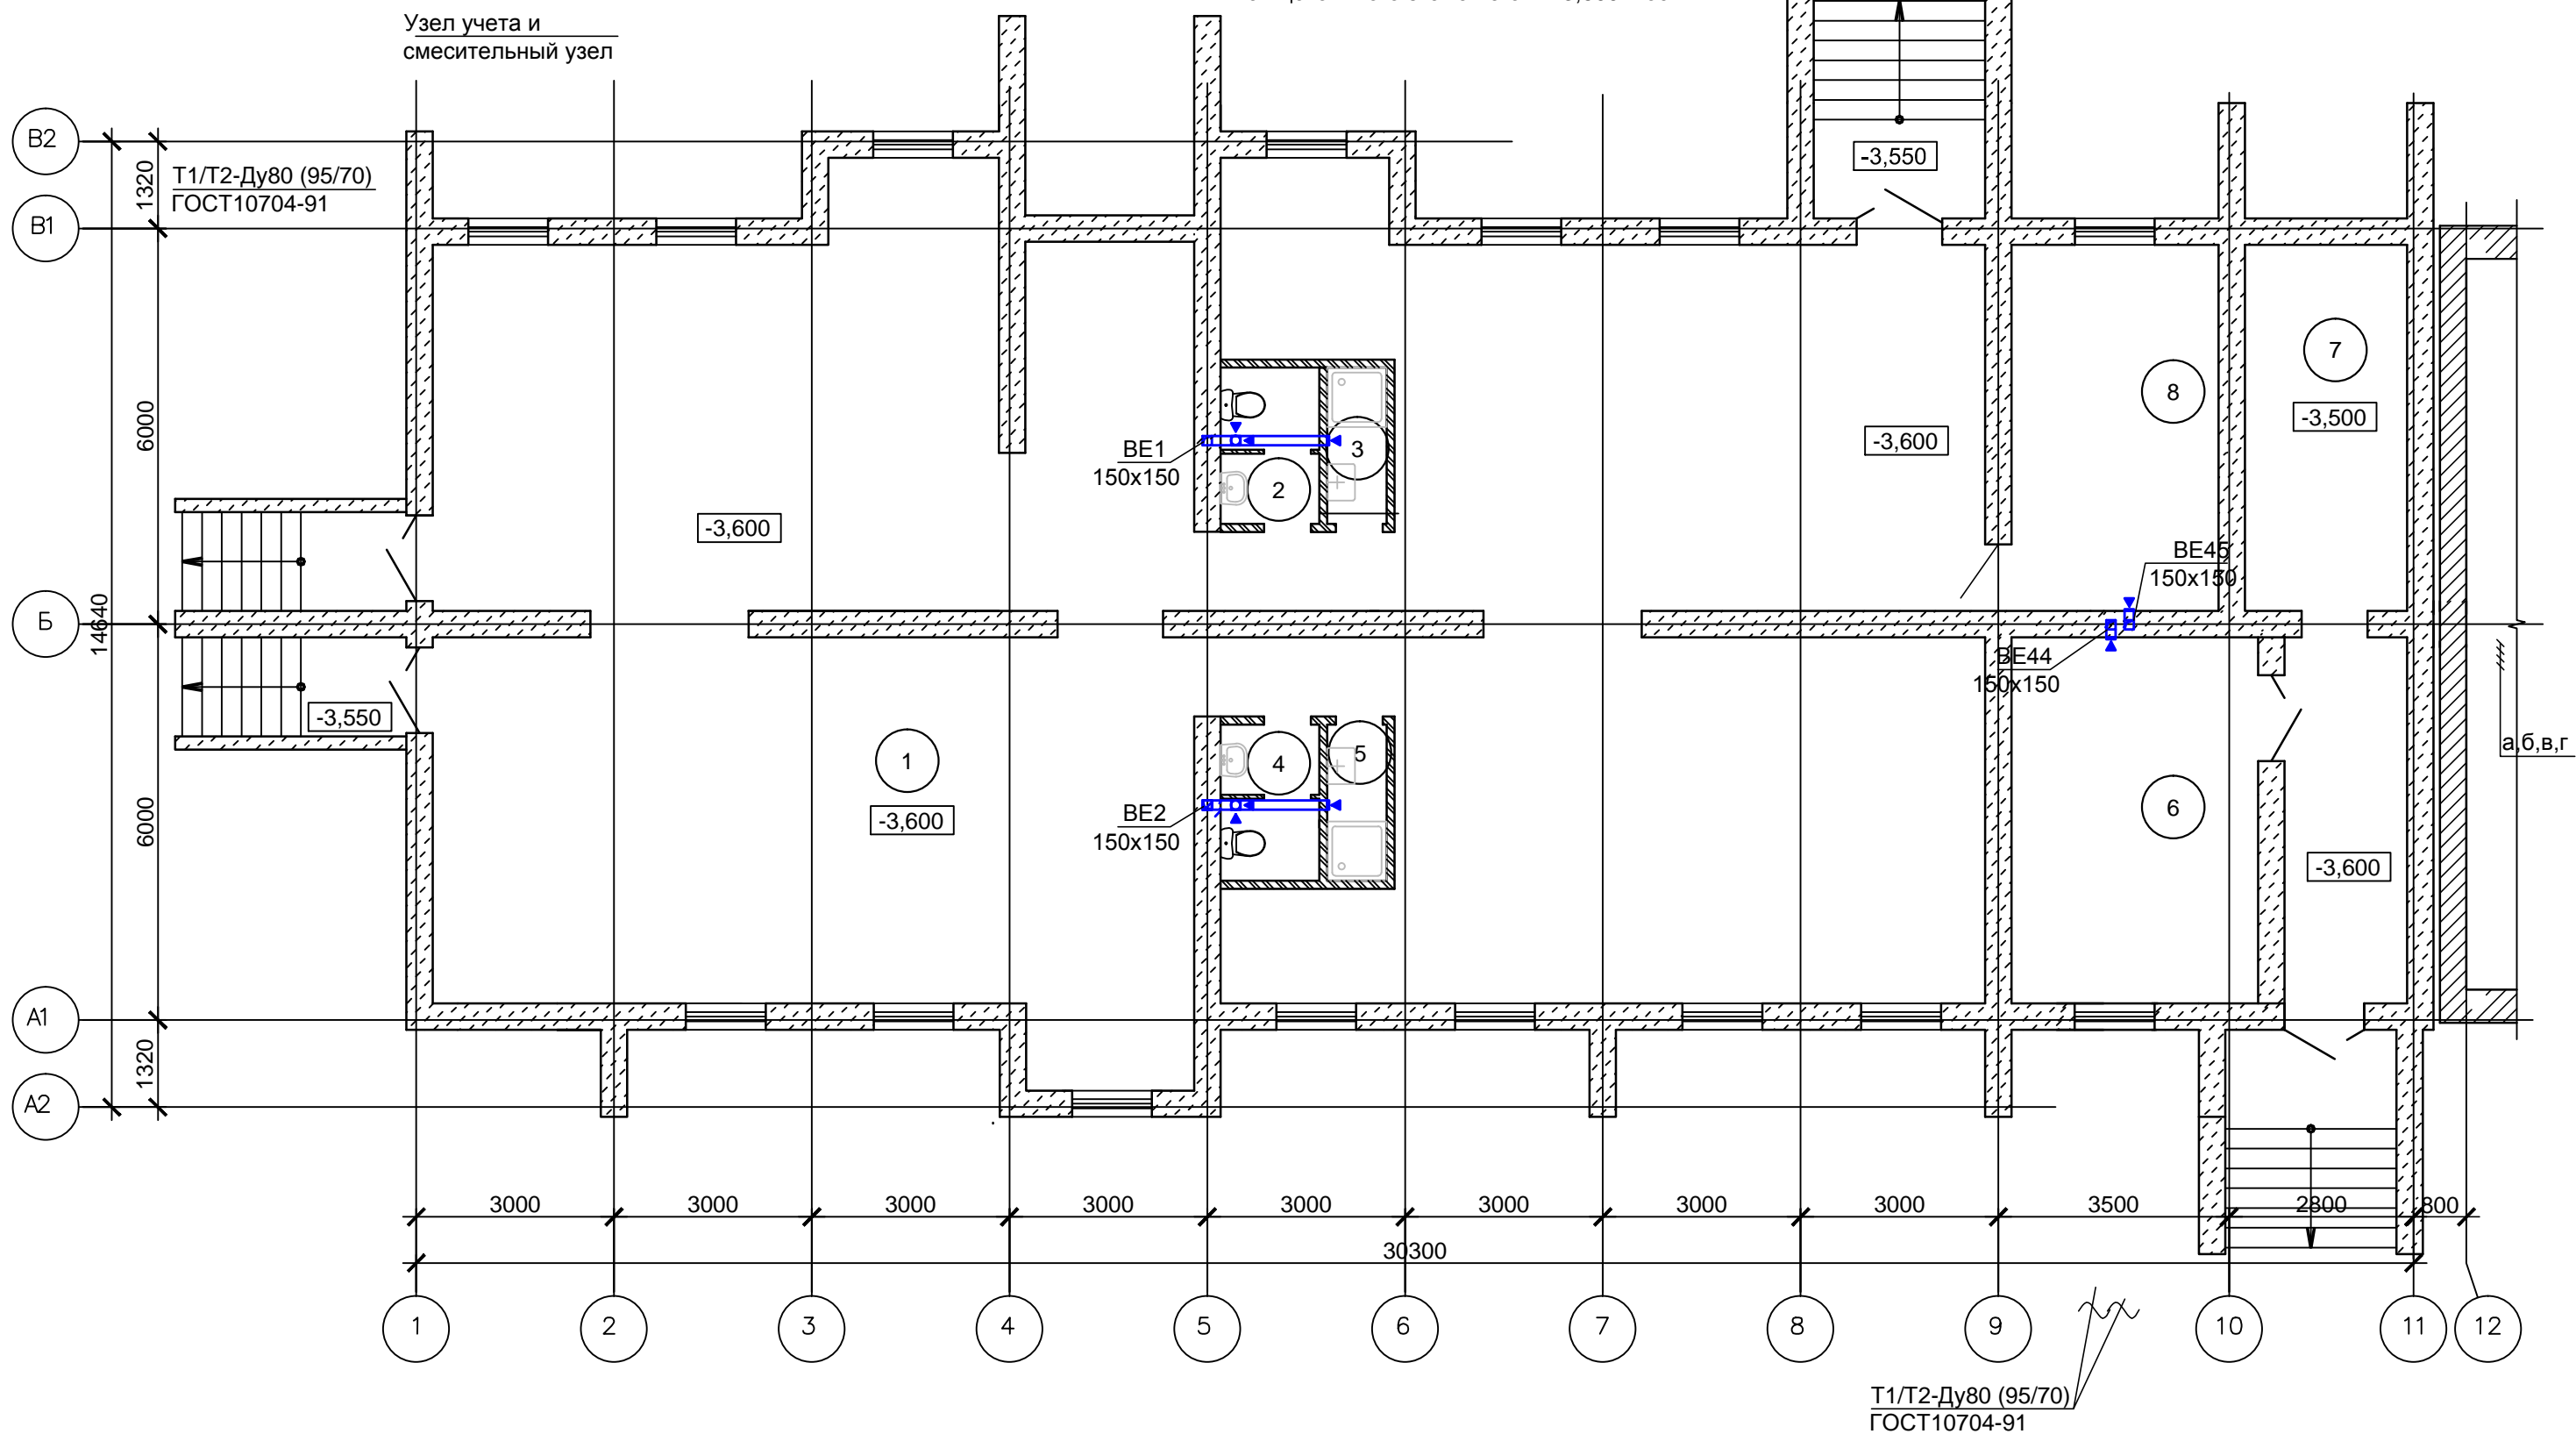 Узел учета и
смесительный узел
В2
1320
Т1/Т2-Ду80 (95/70)
ГОСТ10704-91
-3,550
В1
7
8
-3,500
6000
ВЕ1
150х150
3
-3,600
2
-3,600
ВЕ45
150х150
Б
14640
ВЕ44
150х150
-3,550
1
4
5
а,б,в,г
-3,600
ВЕ2
150х150
6
6000
-3,600
А1
1320
А2
3000 3000 3000 3000 3000 3000 3000 3000 3500 2800 800
30300
1 2 3 4 5 6 7 8 9 10 11 12
Т1/Т2-Ду80 (95/70)
ГОСТ10704-91